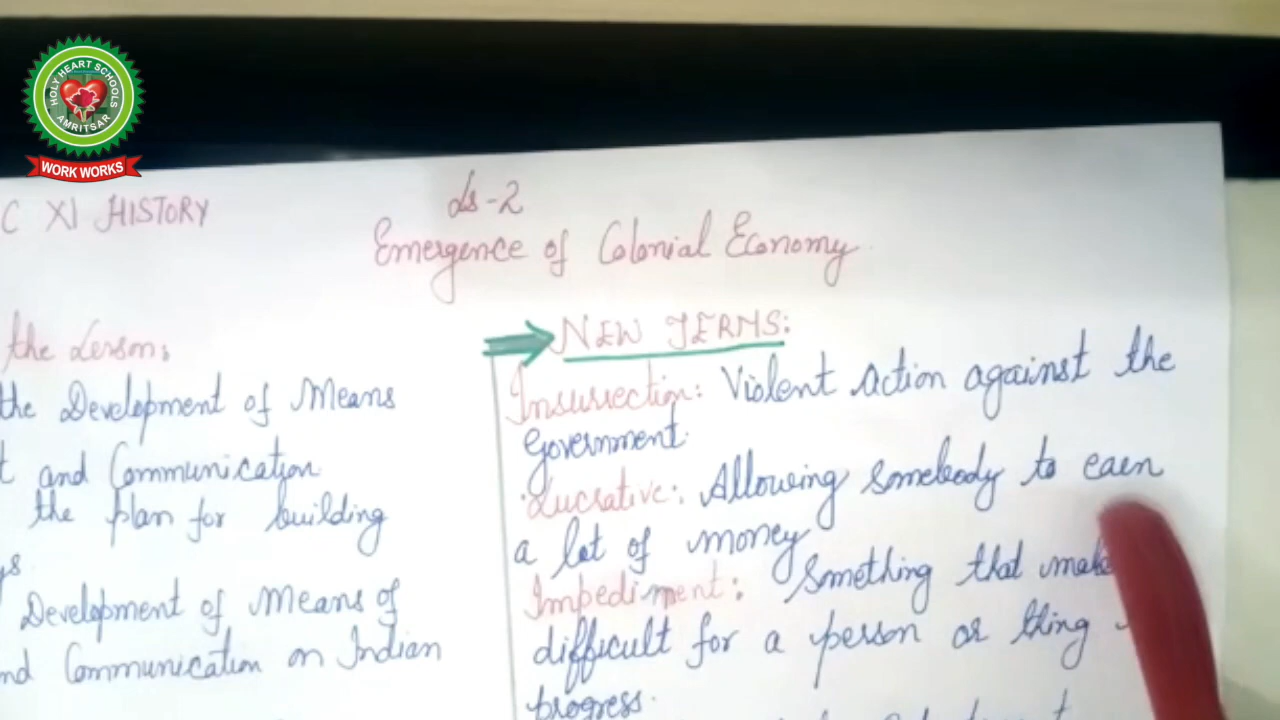 HOLY HEART SCHOOLS
AMRITSAR
WORK WORKS
C XI HISTORY
Ls-2
Emergence of Colonial Economy
the Lesson:
the Development of Means
t and Communication
the plan for building
ys.
Development of Means of
nd Communication on Indian
NEW TERMS:
Insurrection: Violent Action against the
Government.
Lucrative: Allowing somebody to earn
a lot of money
Impediment: Something that make
difficult for a person or thing
progress.